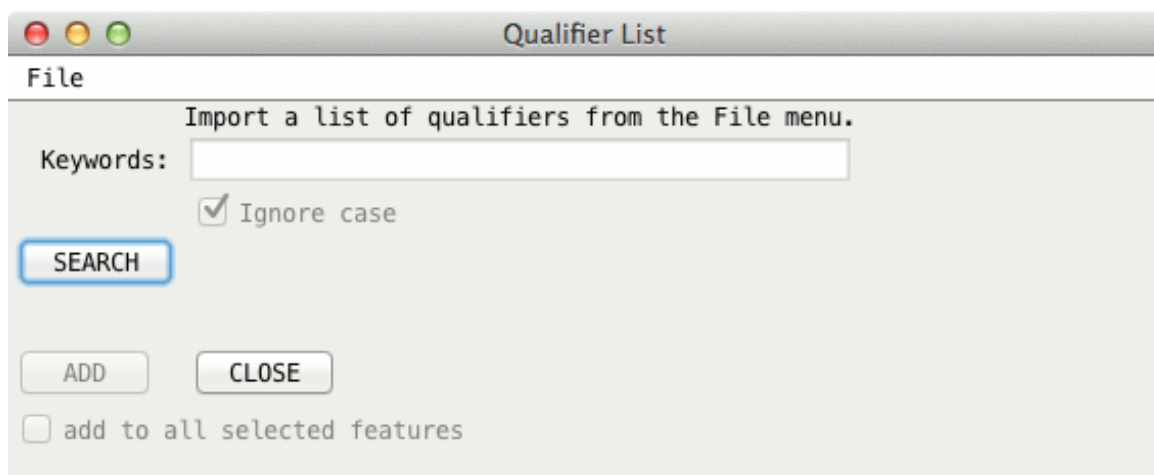 Qualifier List
File
Import a list of qualifiers from the File menu.
Keywords:
Ignore case
SEARCH
ADD CLOSE
add to all selected features